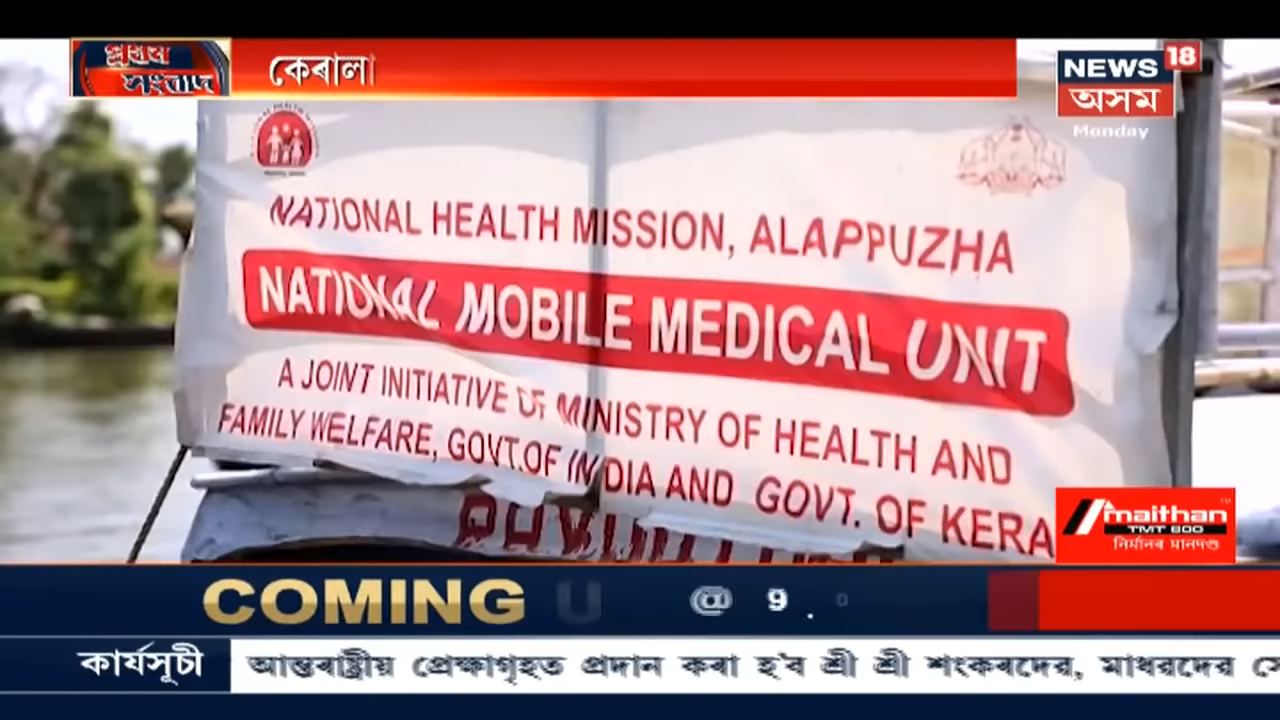 প্ৰথম
সংবাদ
কেৰাল
NEWS 18
অসম
Monday
NATIONAL HEALTH MISSION, ALAPPUZHA
NATIONAL MOBILE MEDICAL UNIT
A JOINT INITIATIVE OF MINISTRY OF HEALTH AND
FAMILY WELFARE, GOVT.OF INDIA AND GOVT. OF KERA
maithan
TMT 600
নিৰ্মানৰ মানদণ্ড
COMING U @ 9 .
কাৰ্যসূচী
আন্তৰাষ্ট্ৰীয় প্ৰেক্ষাগৃহত প্ৰদান কৰা হ'ব শ্ৰী শ্ৰী শংকৰদেৱ, মাধৱদেৱ